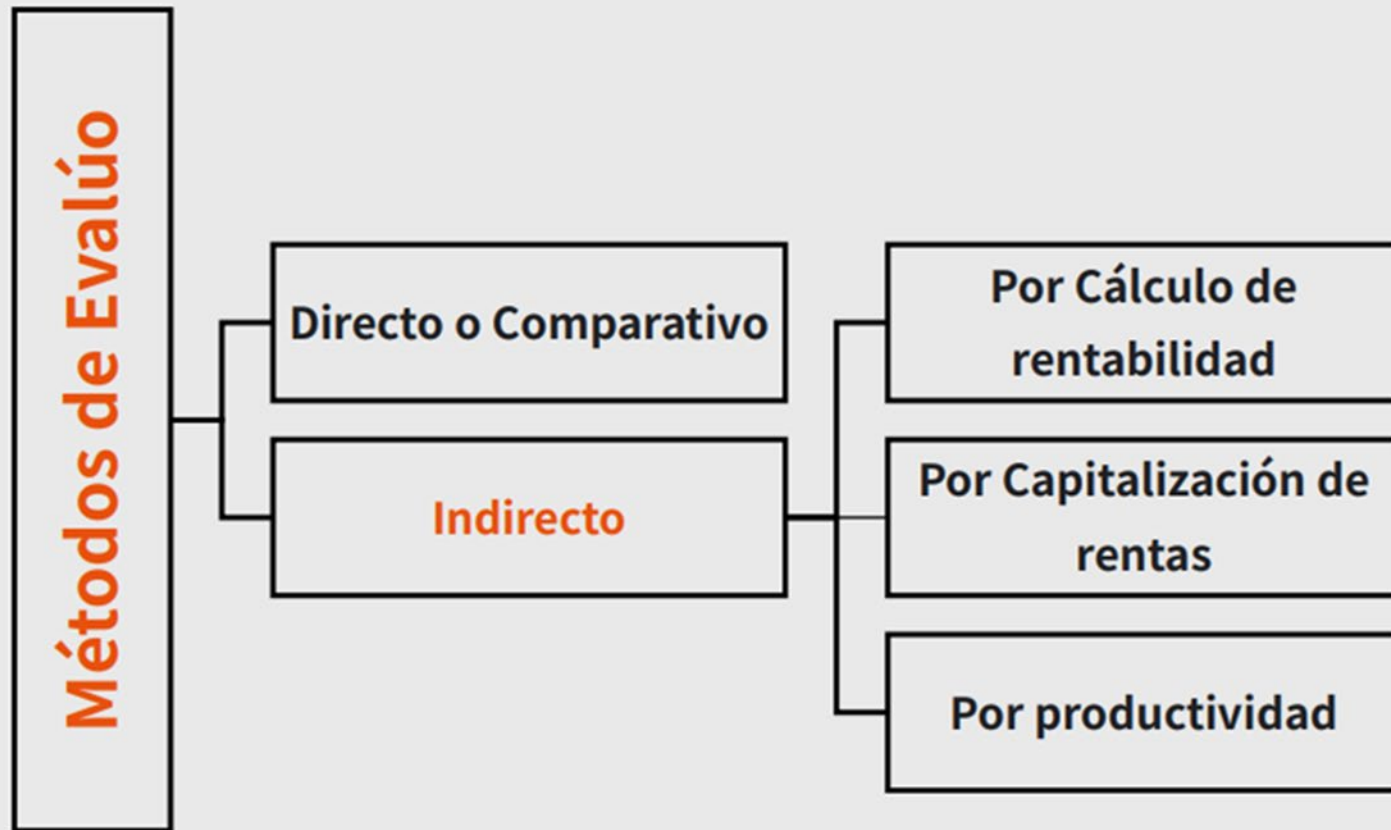 Métodos de Evalúo
Directo o Comparativo
Indirecto
Por Cálculo de
rentabilidad
Por Capitalización de
rentas
Por productividad